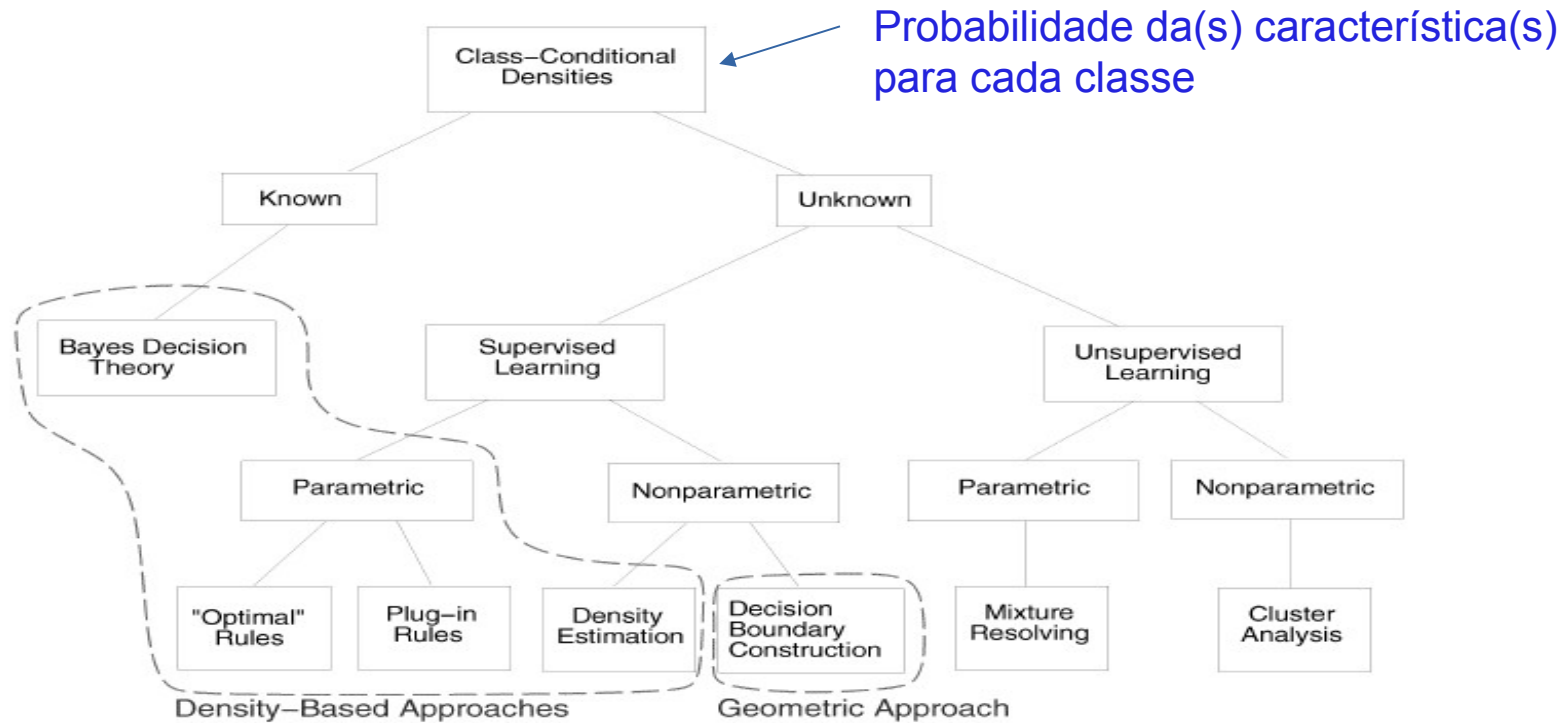 Probabilidade da(s) característica(s)
para cada classe
Class–Conditional
Densities
Known
Unknown
Bayes Decision
Theory
Supervised
Learning
Unsupervised
Learning
Parametric
Nonparametric
Parametric
Nonparametric
"Optimal"
Rules
Plug–in
Rules
Density
Estimation
Decision
Boundary
Construction
Mixture
Resolving
Cluster
Analysis
Density–Based Approaches
Geometric Approach